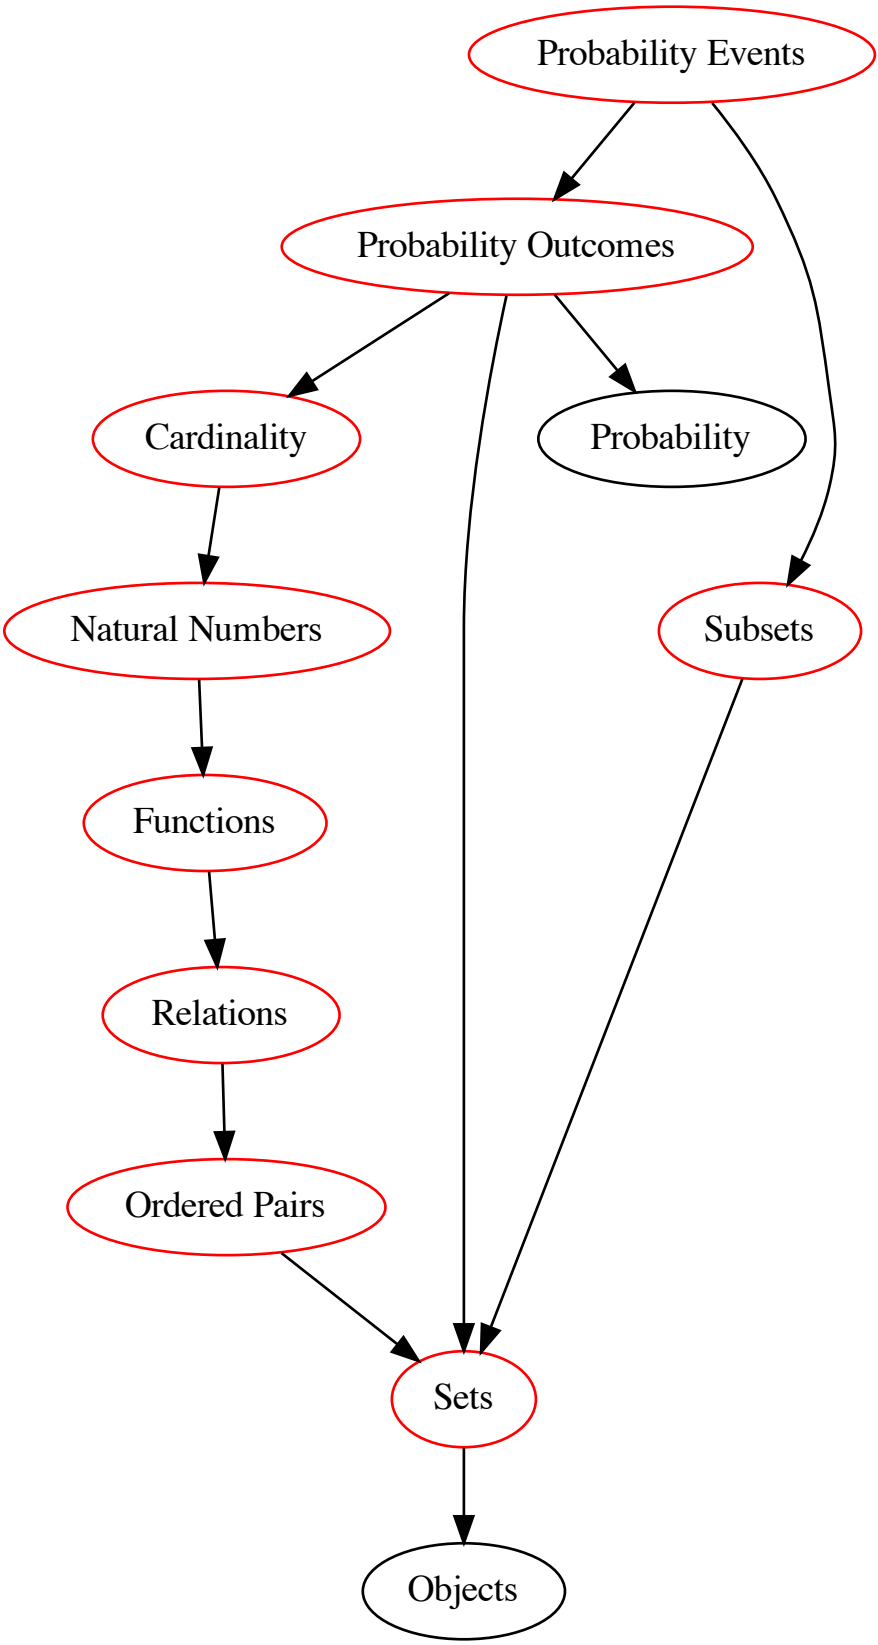 Probability Events
Probability Outcomes
Cardinality
Probability
Natural Numbers
Subsets
Functions
Relations
Ordered Pairs
Sets
Objects